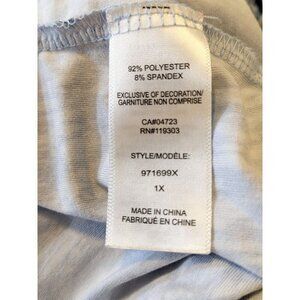 92% POLYESTER
8% SPANDEX
EXCLUSIVE OF DECORATION/
GARNITURE NON COMPRISE
CA#04723
RN#119303
STYLE/MODÈLE:
971699X
1X
MADE IN CHINA
FABRIQUÉ EN CHINE